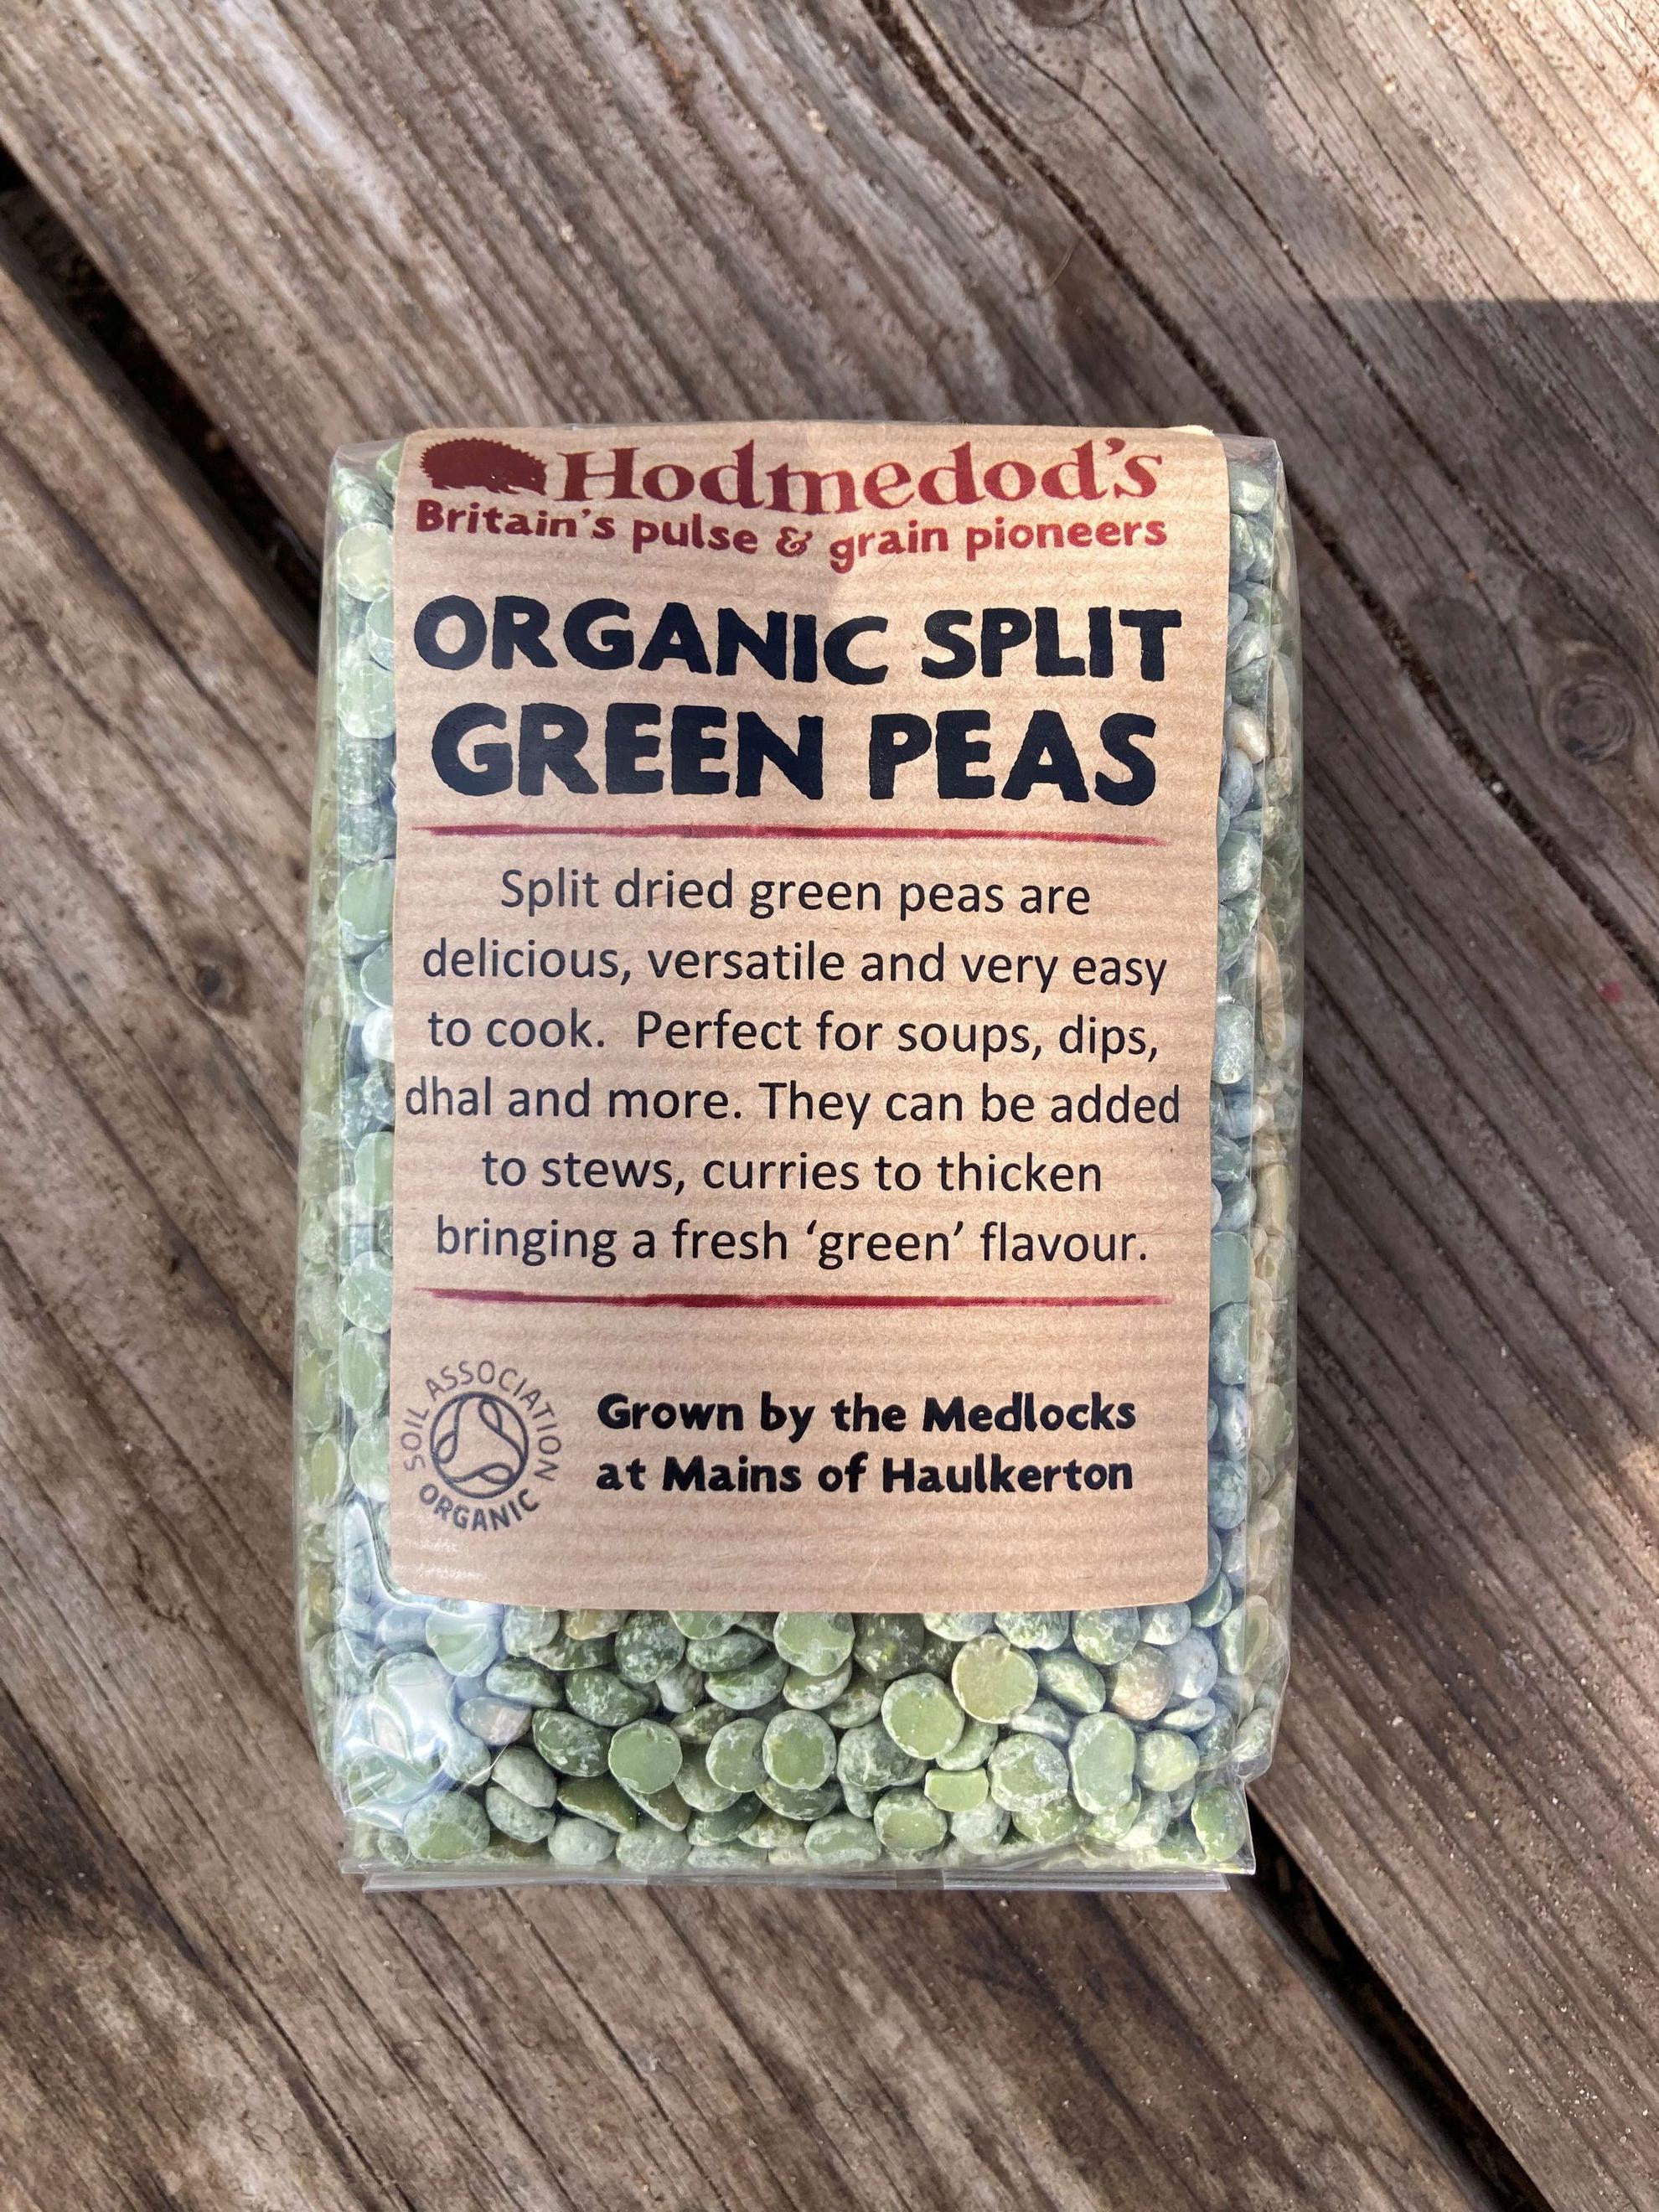 Hodmedod's
Britain's pulse & grain pioneers
ORGANIC SPLIT
GREEN PEAS
Split dried green peas are
delicious, versatile and very easy
to cook.  Perfect for soups, dips,
dhal and more. They can be added
to stews, curries to thicken
bringing a fresh ‘green’ flavour.
SOIL ASSOCIATION
ORGANIC
Grown by the Medlocks
at Mains of Haulkerton